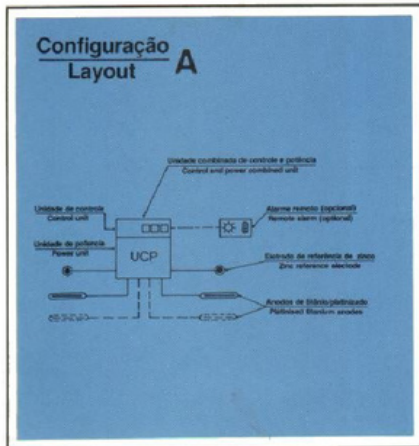 Configuração
Layout
A
Unidade combinada de controle e potência
Control and power combined unit
Unidade de controle
Control unit
Alarme remoto (opcional)
Remote alarm (optional)
Unidade de potência
Power unit
UCP
Eletrodo de referência de zinco
Zinc reference electrode
Anodos de titânio/platinizado
Platinised titanium anodes